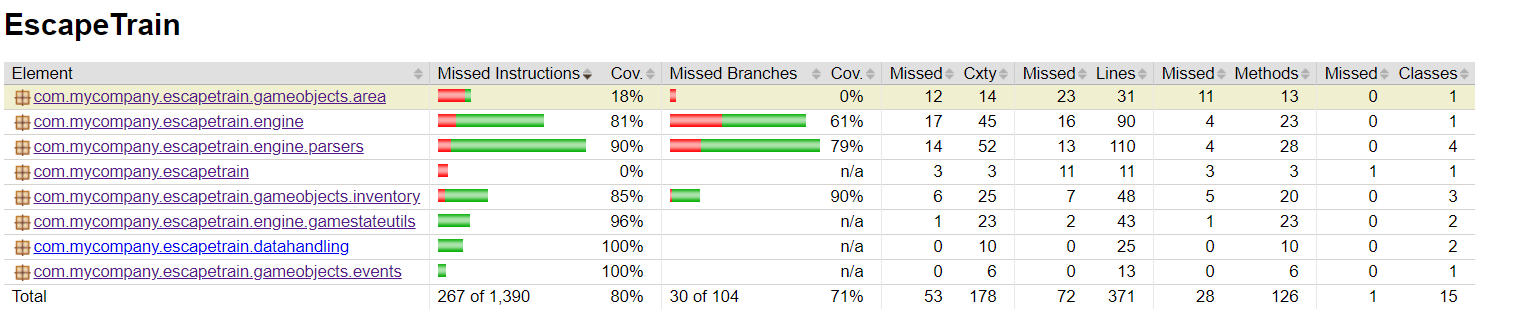 EscapeTrain
Element Missed Instructions Cov. Missed Branches Cov. Missed Cxty Missed Lines Missed Methods Missed Classes
com.mycompany.escapetrain.gameobjects.area 18% 0% 12 14 23 31 11 13 0 1
com.mycompany.escapetrain.engine 81% 61% 17 45 16 90 4 23 0 1
com.mycompany.escapetrain.engine.parsers 90% 79% 14 52 13 110 4 28 0 4
com.mycompany.escapetrain 0% n/a 3 3 11 11 3 3 1 1
com.mycompany.escapetrain.gameobjects.inventory 85% 90% 6 25 7 48 5 20 0 3
com.mycompany.escapetrain.engine.gamestateutils 96% n/a 1 23 2 43 1 23 0 2
com.mycompany.escapetrain.datahandling 100% n/a 0 10 0 25 0 10 0 2
com.mycompany.escapetrain.gameobjects.events 100% n/a 0 6 0 13 0 6 0 1
Total 267 of 1,390 80% 30 of 104 71% 53 178 72 371 28 126 1 15